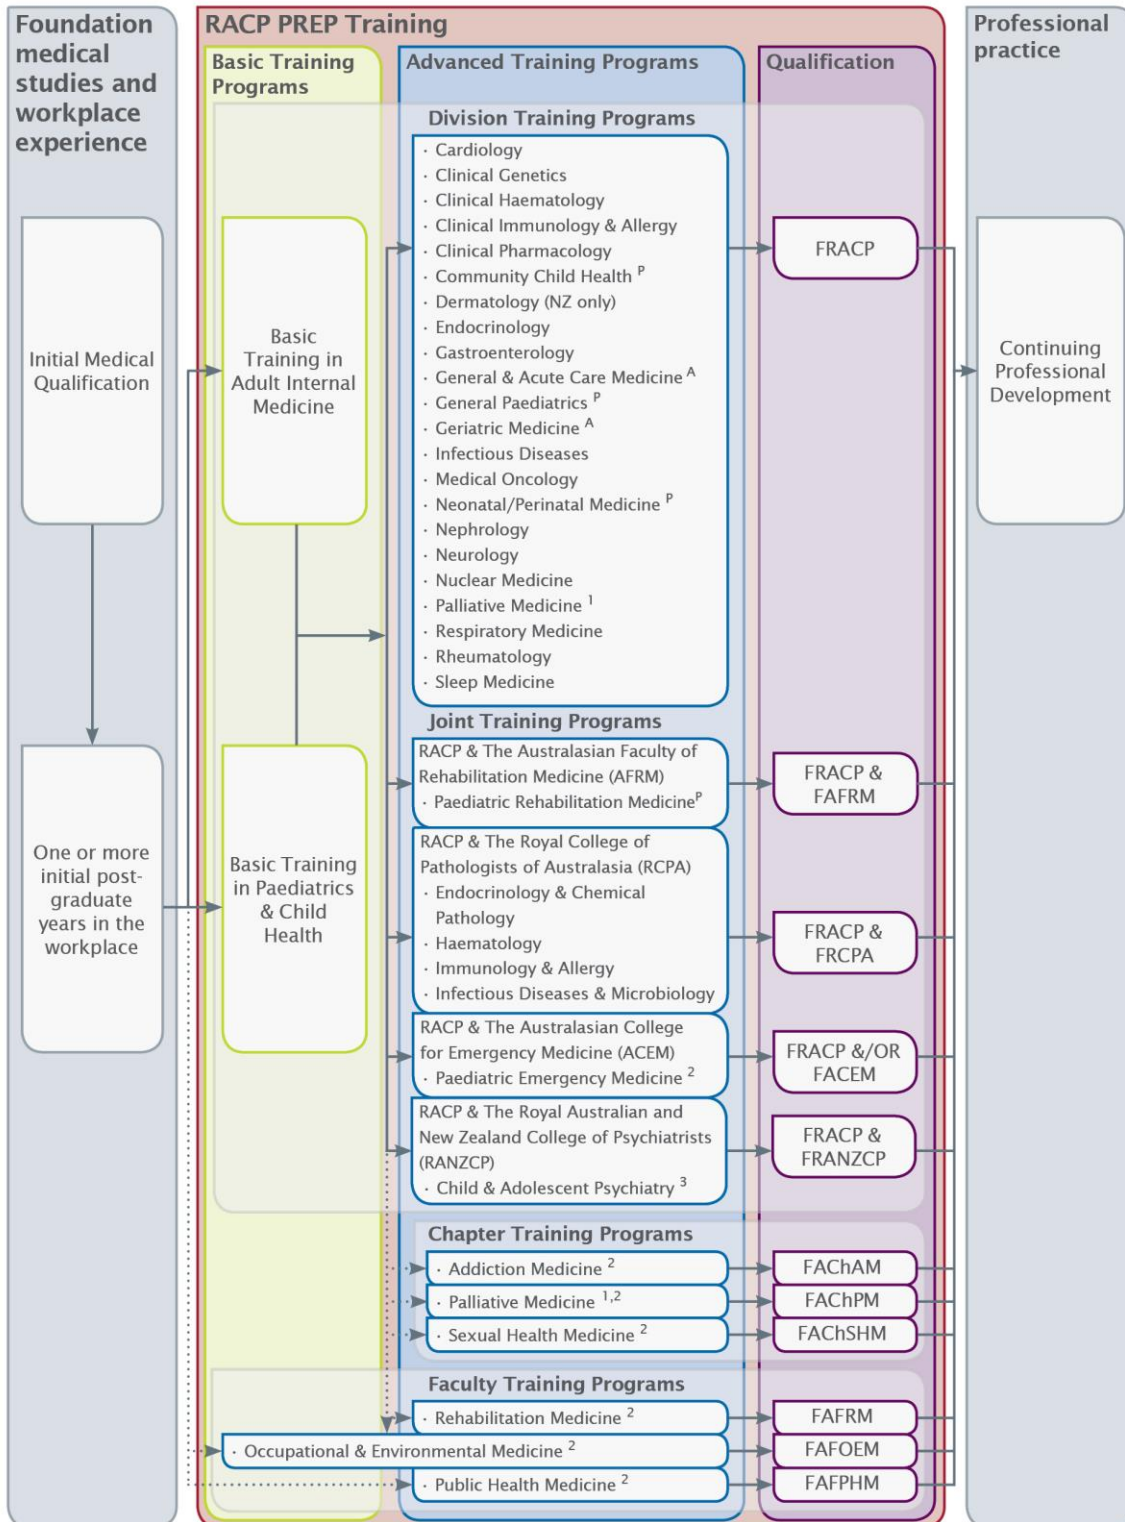 Foundation
medical
studies and
workplace
experience
Initial Medical
Qualification
One or more
initial post-
graduate
years in the
workplace
RACP PREP Training
Basic Training
Programs
Basic
Training in
Adult Internal
Medicine
Basic Training
in Paediatrics
& Child
Health
Advanced Training Programs
Division Training Programs
· Cardiology
· Clinical Genetics
· Clinical Haematology
· Clinical Immunology & Allergy
· Clinical Pharmacology
· Community Child Health P
· Dermatology (NZ only)
· Endocrinology
· Gastroenterology
· General & Acute Care Medicine A
· General Paediatrics P
· Geriatric Medicine A
· Infectious Diseases
· Medical Oncology
· Neonatal/Perinatal Medicine P
· Nephrology
· Neurology
· Nuclear Medicine
· Palliative Medicine 1
· Respiratory Medicine
· Rheumatology
· Sleep Medicine
Joint Training Programs
RACP & The Australasian Faculty of
Rehabilitation Medicine (AFRM)
· Paediatric Rehabilitation Medicine P
RACP & The Royal College of
Pathologists of Australasia (RCPA)
· Endocrinology & Chemical
Pathology
· Haematology
· Immunology & Allergy
· Infectious Diseases & Microbiology
RACP & The Australasian College
for Emergency Medicine (ACEM)
· Paediatric Emergency Medicine 2
RACP & The Royal Australian and
New Zealand College of Psychiatrists
(RANZCP)
· Child & Adolescent Psychiatry 3
Chapter Training Programs
· Addiction Medicine 2
· Palliative Medicine 1,2
· Sexual Health Medicine 2
Faculty Training Programs
· Rehabilitation Medicine 2
· Occupational & Environmental Medicine 2
· Public Health Medicine 2
Qualification
FRACP
FRACP &
FAFRM
FRACP &
FRCPA
FRACP &/OR
FACEM
FRACP &
FRANZCP
FAChAM
FAChPM
FAChSHM
FAFRM
FAFOEM
FAFPHM
Professional
practice
Continuing
Professional
Development